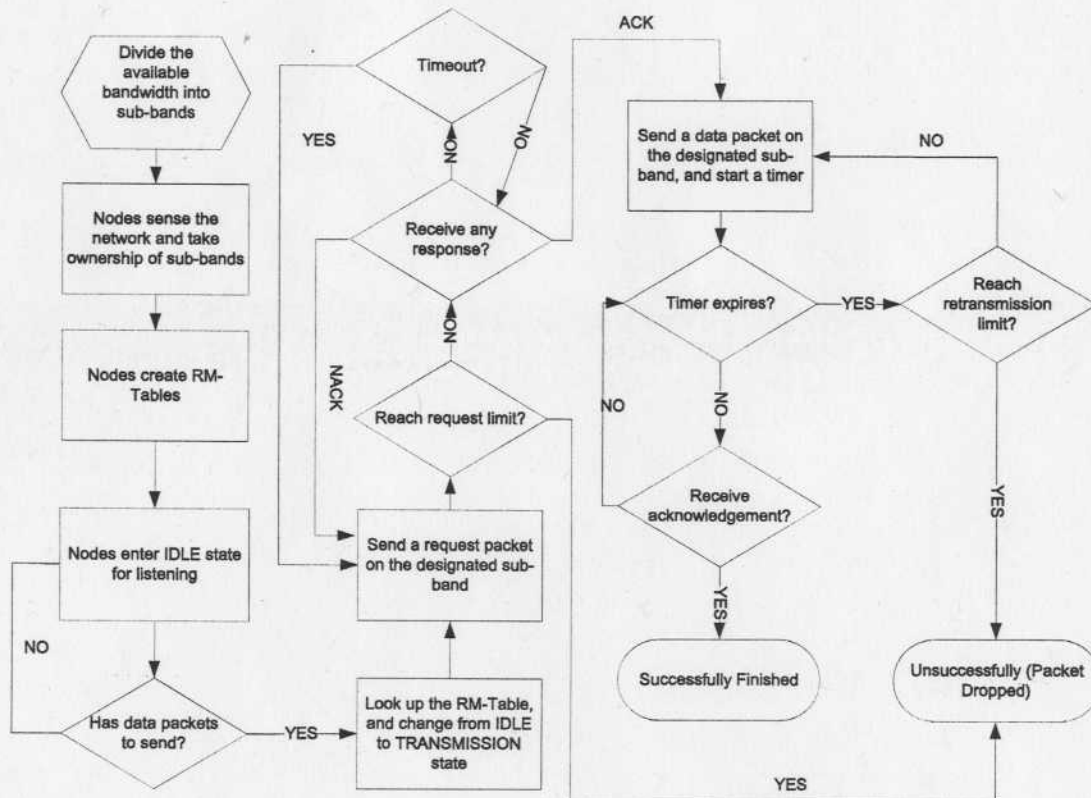 Divide the
available
bandwidth into
sub-bands
Nodes sense the
network and take
ownership of sub-bands
Nodes create RM-
Tables
Nodes enter IDLE state
for listening
NO
Has data packets
to send?
YES
Look up the RM-Table,
and change from IDLE
to TRANSMISSION
state
Send a request packet
on the designated sub-
band
Reach request limit?
NO
YES
Receive any
response?
NACK
NO
ACK
Timeout?
YES
NO
Send a data packet on
the designated sub-
band, and start a timer
Timer expires?
YES
NO
Receive
acknowledgement?
NO
YES
Successfully Finished
Reach
retransmission
limit?
NO
YES
Unsuccessfully (Packet
Dropped)